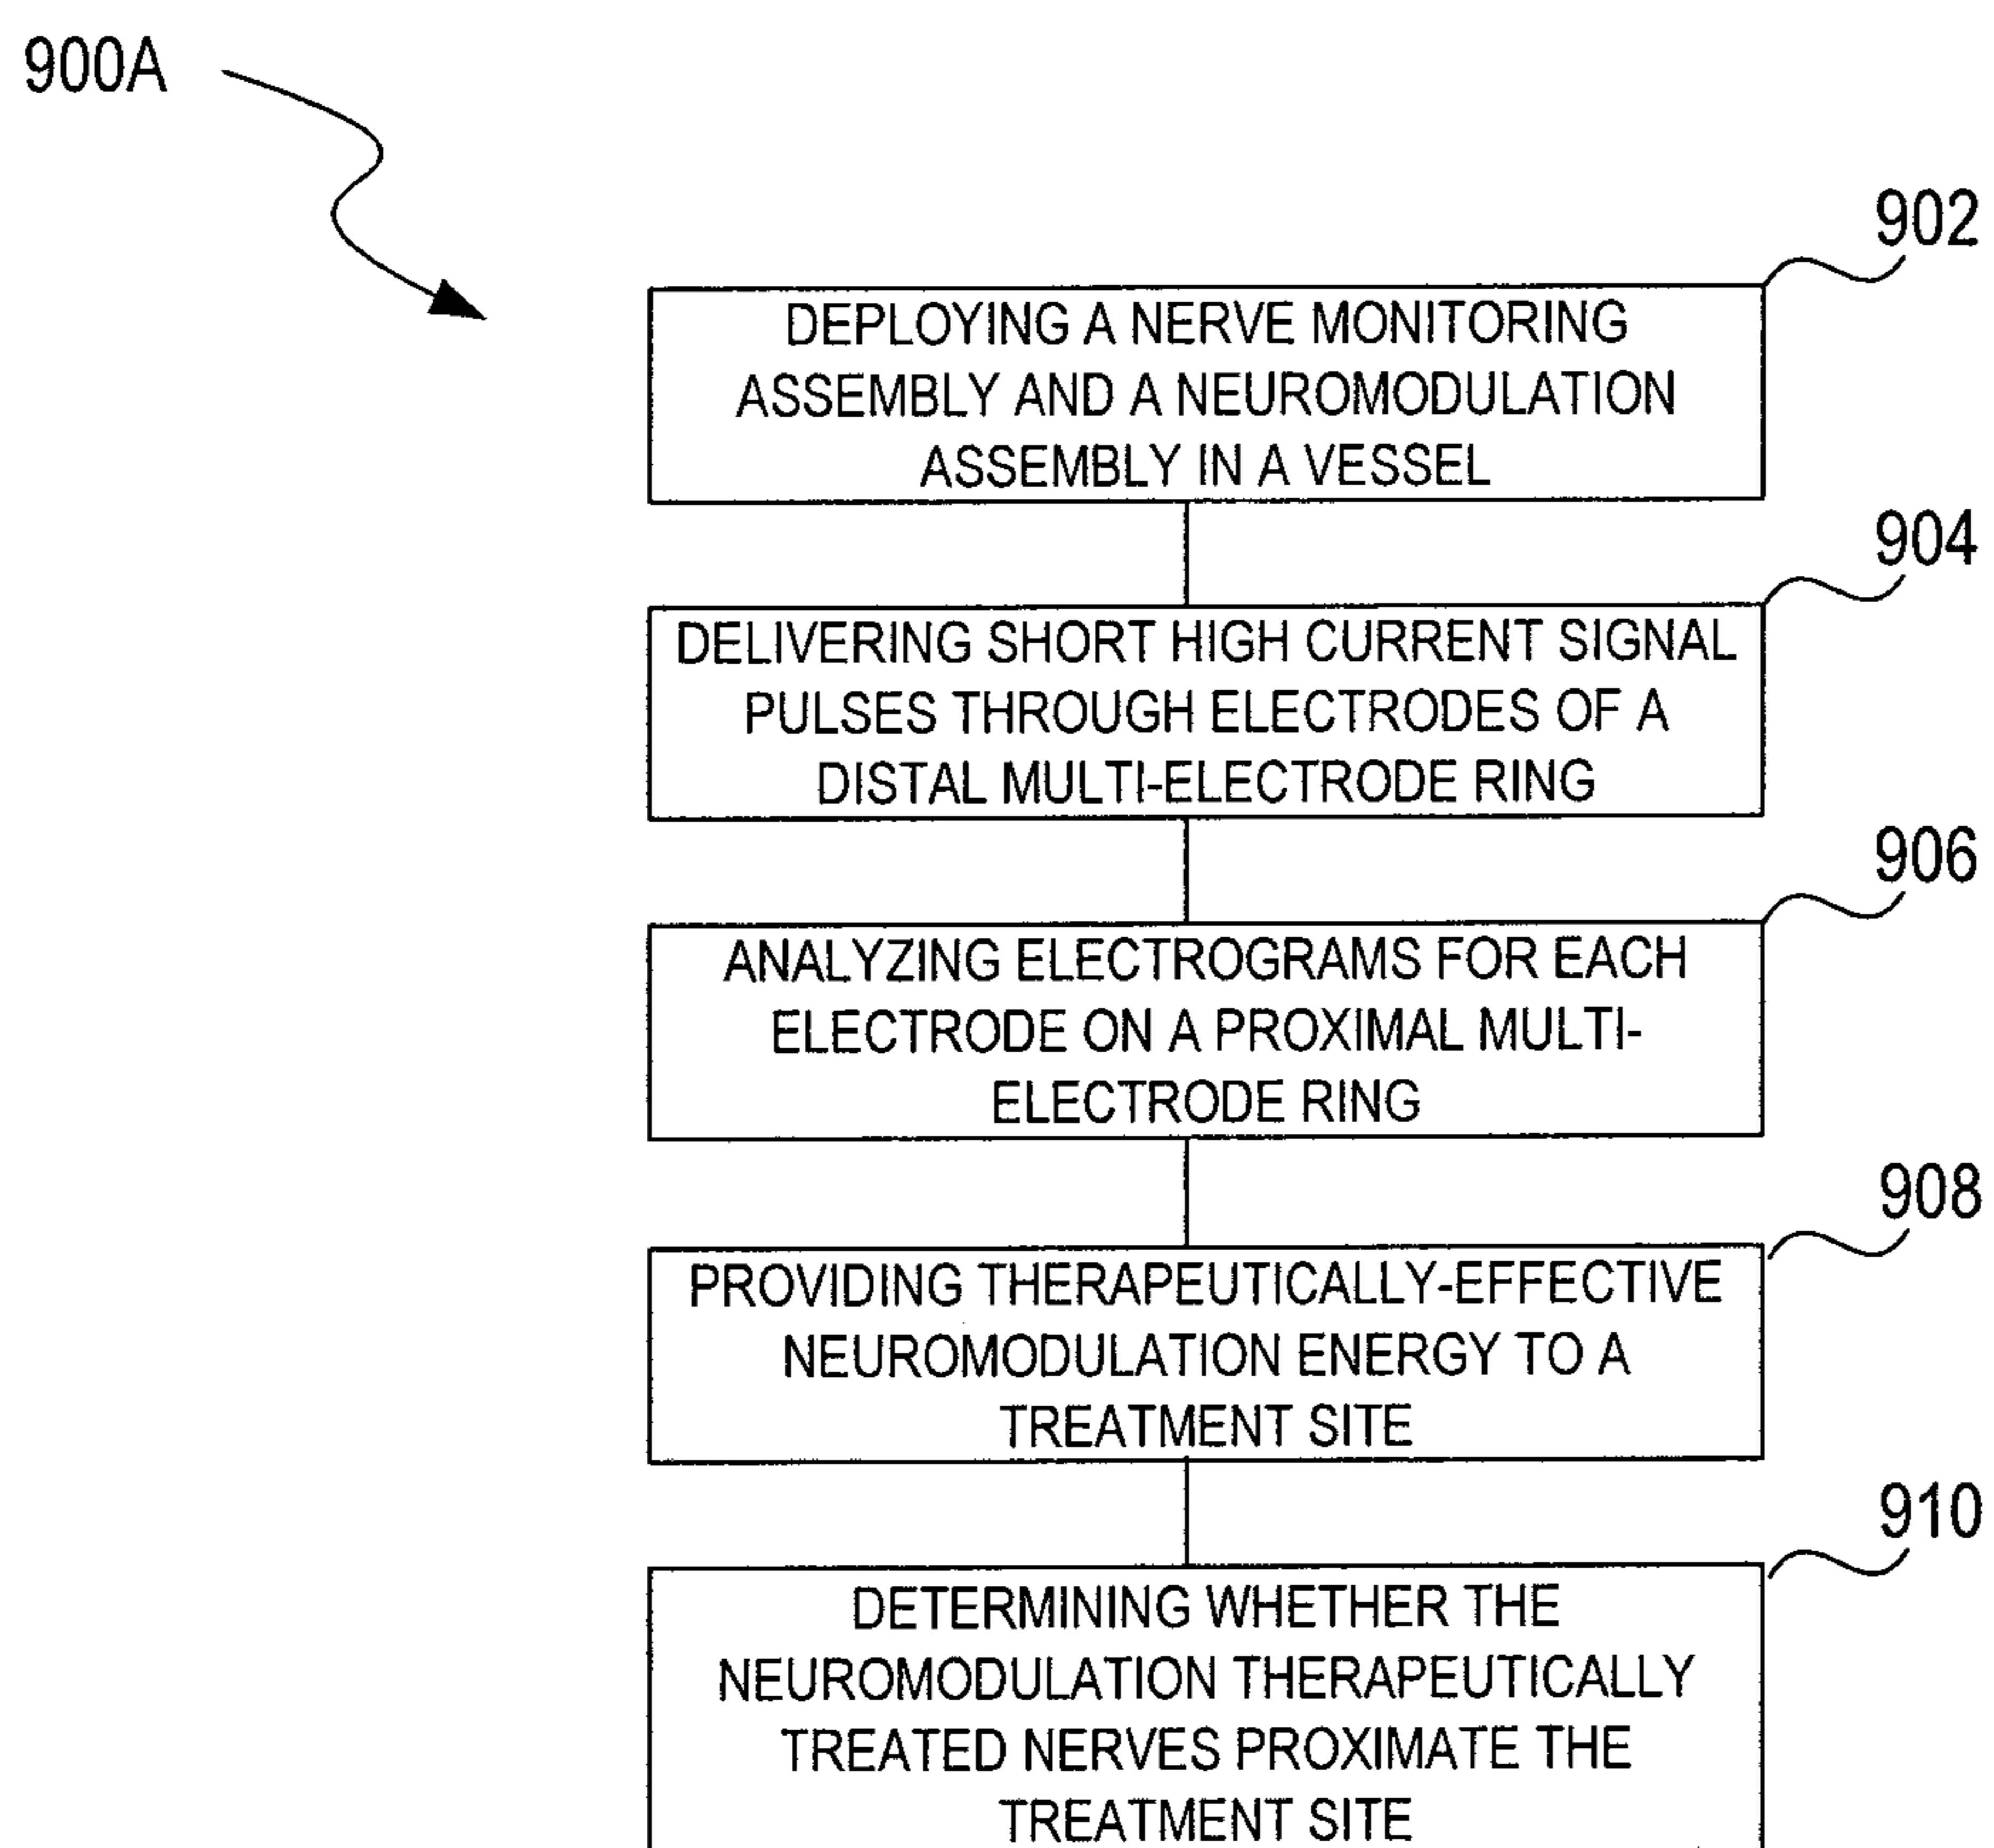 900A
902
DEPLOYING A NERVE MONITORING
ASSEMBLY AND A NEUROMODULATION
ASSEMBLY IN A VESSEL
904
DELIVERING SHORT HIGH CURRENT SIGNAL
PULSES THROUGH ELECTRODES OF A
DISTAL MULTI-ELECTRODE RING
906
ANALYZING ELECTROGRAMS FOR EACH
ELECTRODE ON A PROXIMAL MULTI-
ELECTRODE RING
908
PROVIDING THERAPEUTICALLY-EFFECTIVE
NEUROMODULATION ENERGY TO A
TREATMENT SITE
910
DETERMINING WHETHER THE
NEUROMODULATION THERAPEUTICALLY
TREATED NERVES PROXIMATE THE
TREATMENT SITE